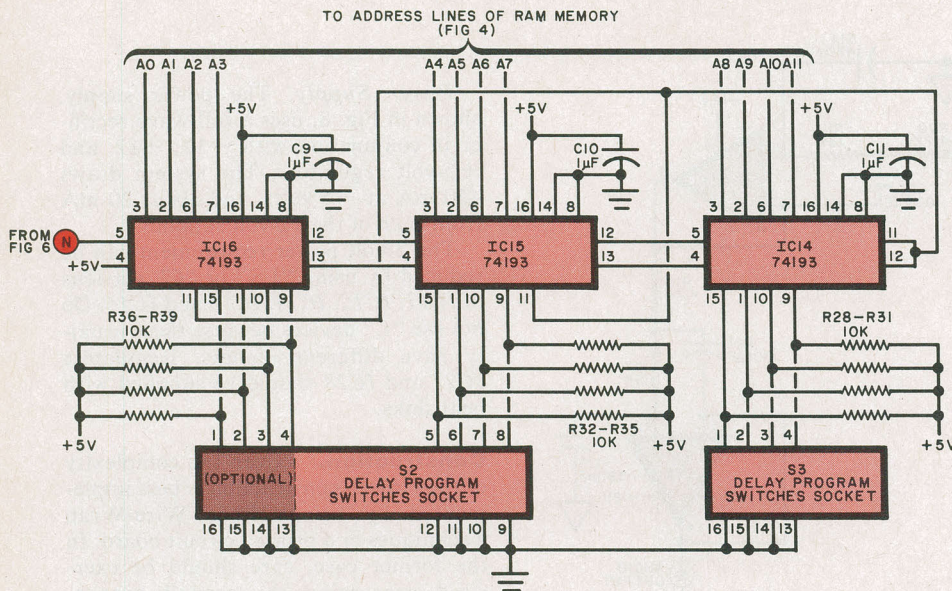 TO ADDRESS LINES OF RAM MEMORY
(FIG 4)
A0 A1 A2 A3
A4 A5 A6 A7
A8 A9 A10 A11
+5V
+5V
+5V
C9
1µF
C10
1µF
C11
1µF
3 2 6 7 16 14 8
3 2 6 7 16 14 8
3 2 6 7 16 14 8
FROM
FIG 6
N
+5V
5
4
IC16
74193
12
13
5
4
IC15
74193
12
13
5
4
IC14
74193
11
12
11 15 1 10 9
15 1 10 9 11
15 1 10 9
R36-R39
10K
R32-R35
10K
R28-R31
10K
+5V
+5V
+5V
1 2 3 4
5 6 7 8
1 2 3 4
(OPTIONAL)
S2
DELAY PROGRAM
SWITCHES SOCKET
S3
DELAY PROGRAM
SWITCHES SOCKET
16 15 14 13
12 11 10 9
16 15 14 13